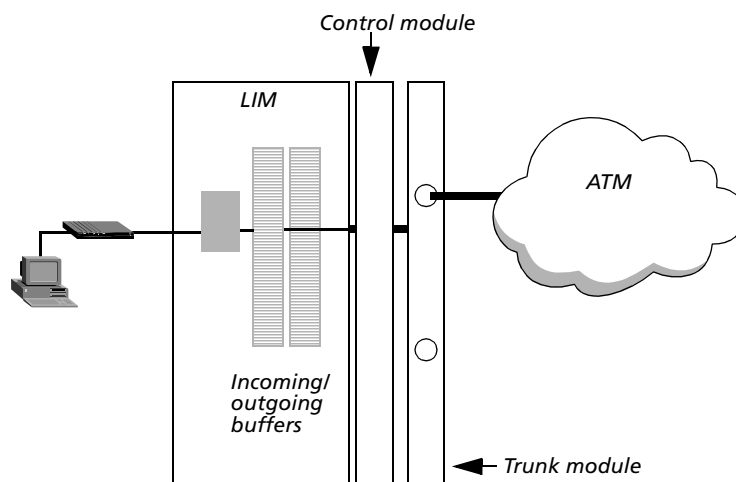 Control module
LIM
ATM
Incoming/
outgoing
buffers
Trunk module